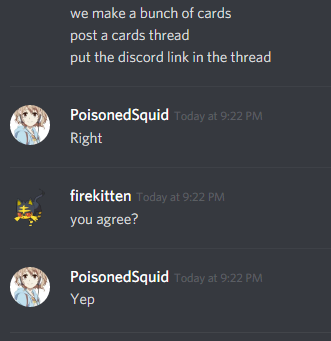 we make a bunch of cards
post a cards thread
put the discord link in the thread
PoisonedSquid Today at 9:22 PM
Right
firekitten Today at 9:22 PM
you agree?
PoisonedSquid Today at 9:22 PM
Yep